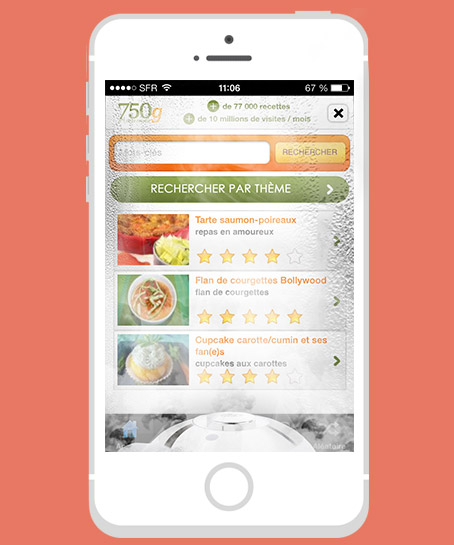 SFR 11:06 67 %
750g
de 77 000 recettes
de 10 millions de visites / mois
Mots-clés RECHERCHER
RECHERCHER PAR THÈME
Tarte saumon-poireaux
repas en amoureux
Flan de courgettes Bollywood
flan de courgettes
Cupcake carotte/cumin et ses
fan(e)s
cupcakes aux carottes